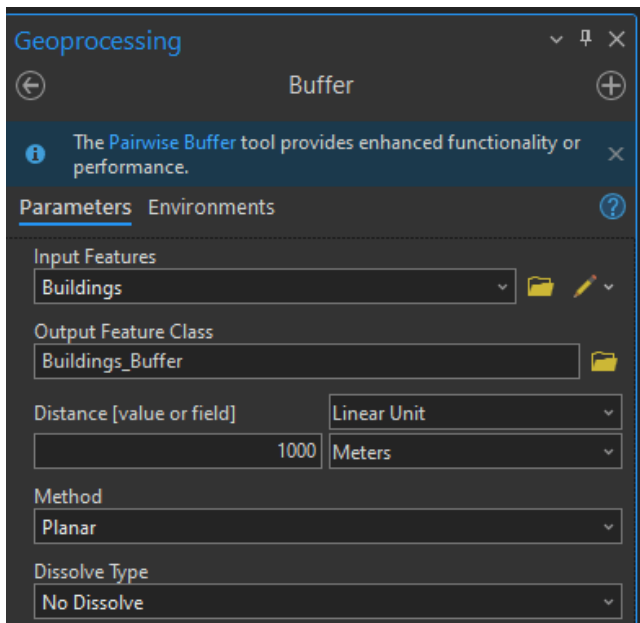 Geoprocessing
Buffer
The Pairwise Buffer tool provides enhanced functionality or
performance.
Parameters Environments
Input Features
Buildings
Output Feature Class
Buildings_Buffer
Distance [value or field] Linear Unit
1000 Meters
Method
Planar
Dissolve Type
No Dissolve